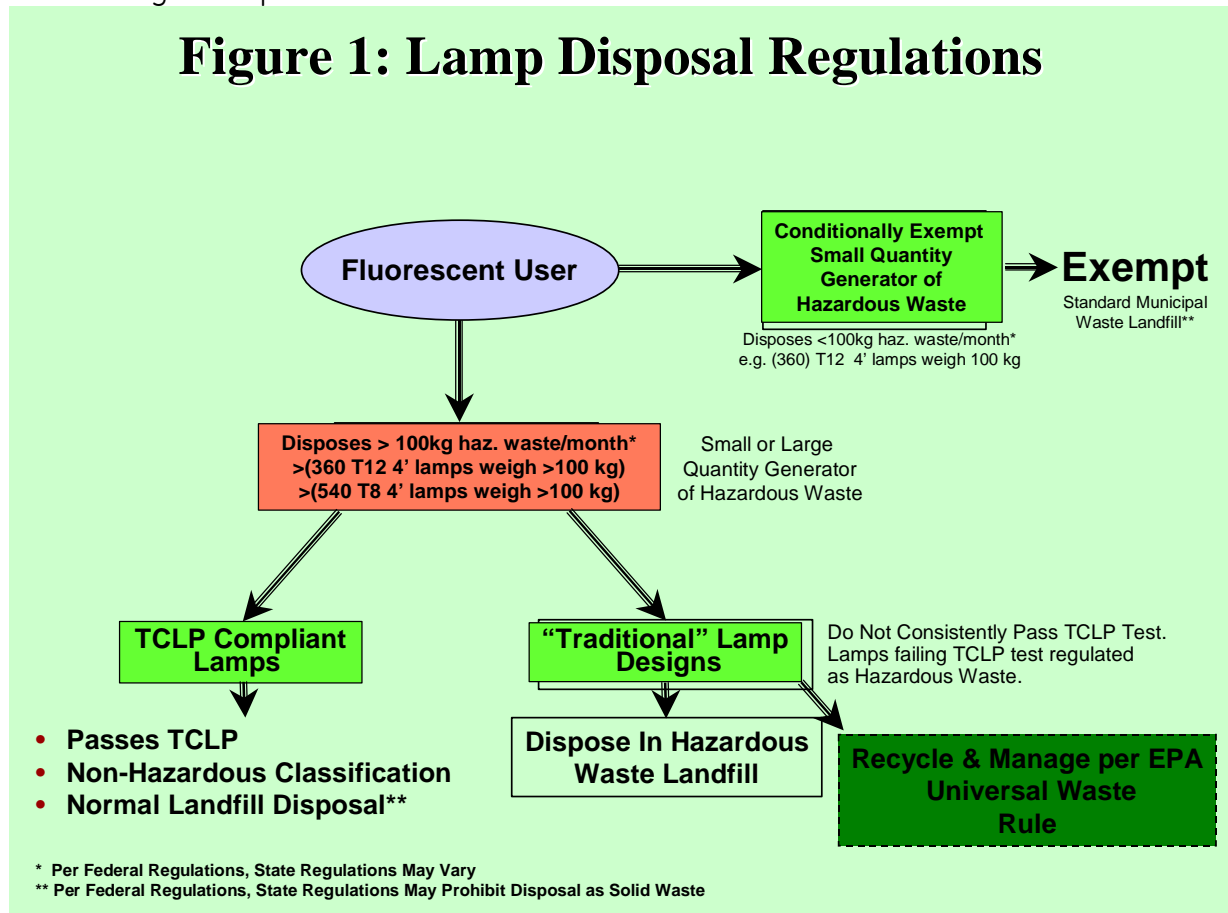 Figure 1: Lamp Disposal Regulations
Fluorescent User
Conditionally Exempt
Small Quantity
Generator of
Hazardous Waste
Disposes <100kg haz. waste/month*
e.g. (360) T12 4’ lamps weigh 100 kg
Exempt
Standard Municipal
Waste Landfill**
Disposes > 100kg haz. waste/month*
>(360 T12 4’ lamps weigh >100 kg)
>(540 T8 4’ lamps weigh >100 kg)
Small or Large
Quantity Generator
of Hazardous Waste
TCLP Compliant
Lamps
• Passes TCLP
• Non-Hazardous Classification
• Normal Landfill Disposal**
“Traditional” Lamp
Designs
Do Not Consistently Pass TCLP Test.
Lamps failing TCLP test regulated
as Hazardous Waste.
Dispose In Hazardous
Waste Landfill
Recycle & Manage per EPA
Universal Waste
Rule
* Per Federal Regulations, State Regulations May Vary
** Per Federal Regulations, State Regulations May Prohibit Disposal as Solid Waste